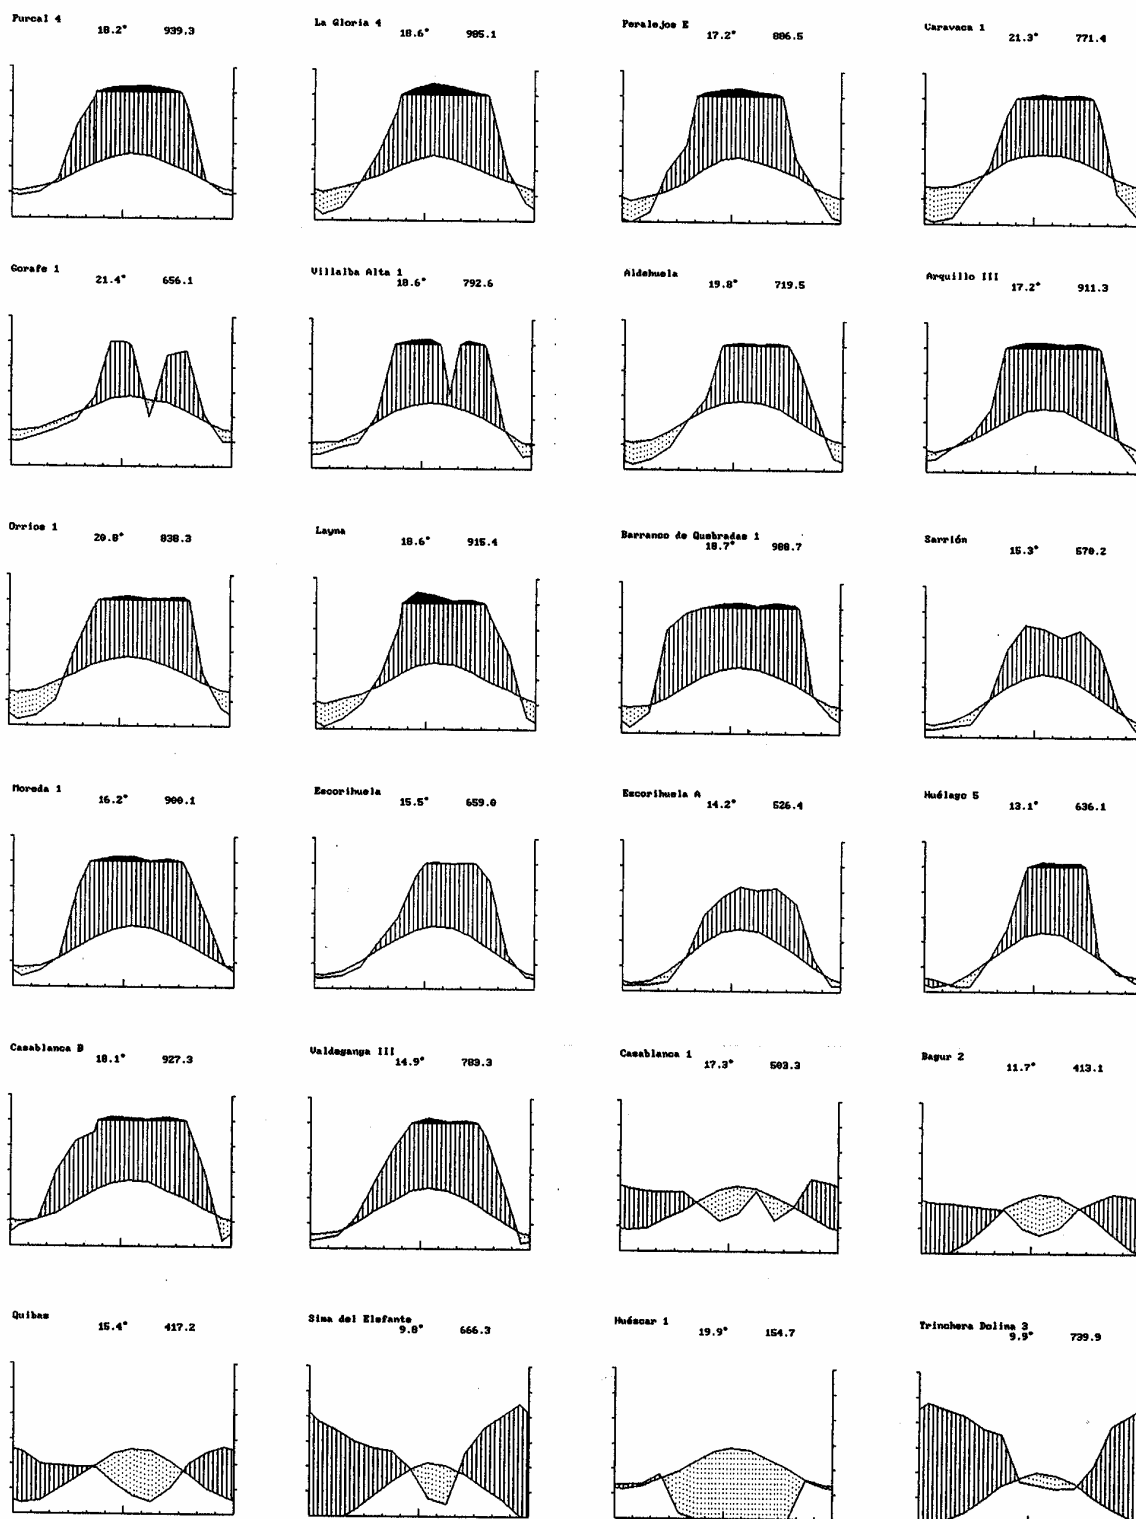 Purcal 4
18.2° 939.3
La Gloria 4
18.6° 985.1
Peralejos E
17.2° 886.5
Caravaca 1
21.3° 771.4
Gorafe 1
21.4° 656.1
Villalba Alta 1
18.6° 792.6
Aldehuela
19.8° 719.5
Arquillo III
17.2° 911.3
Orrios 1
20.8° 838.3
Layna
18.6° 915.4
Barranco de Quebradas 1
18.7° 988.7
Sarrión
15.3° 570.2
Moreda 1
16.2° 900.1
Escorihuela
15.5° 659.0
Escorihuela A
14.2° 526.4
Huélago 5
13.1° 636.1
Casablanca B
18.1° 927.3
Valdeganga III
14.9° 783.3
Casablanca 1
17.3° 503.3
Bagur 2
11.7° 413.1
Quibas
15.4° 417.2
Sima del Elefante
9.8° 666.3
Huéscar 1
19.9° 154.7
Trinchera Dolina 3
9.9° 739.9